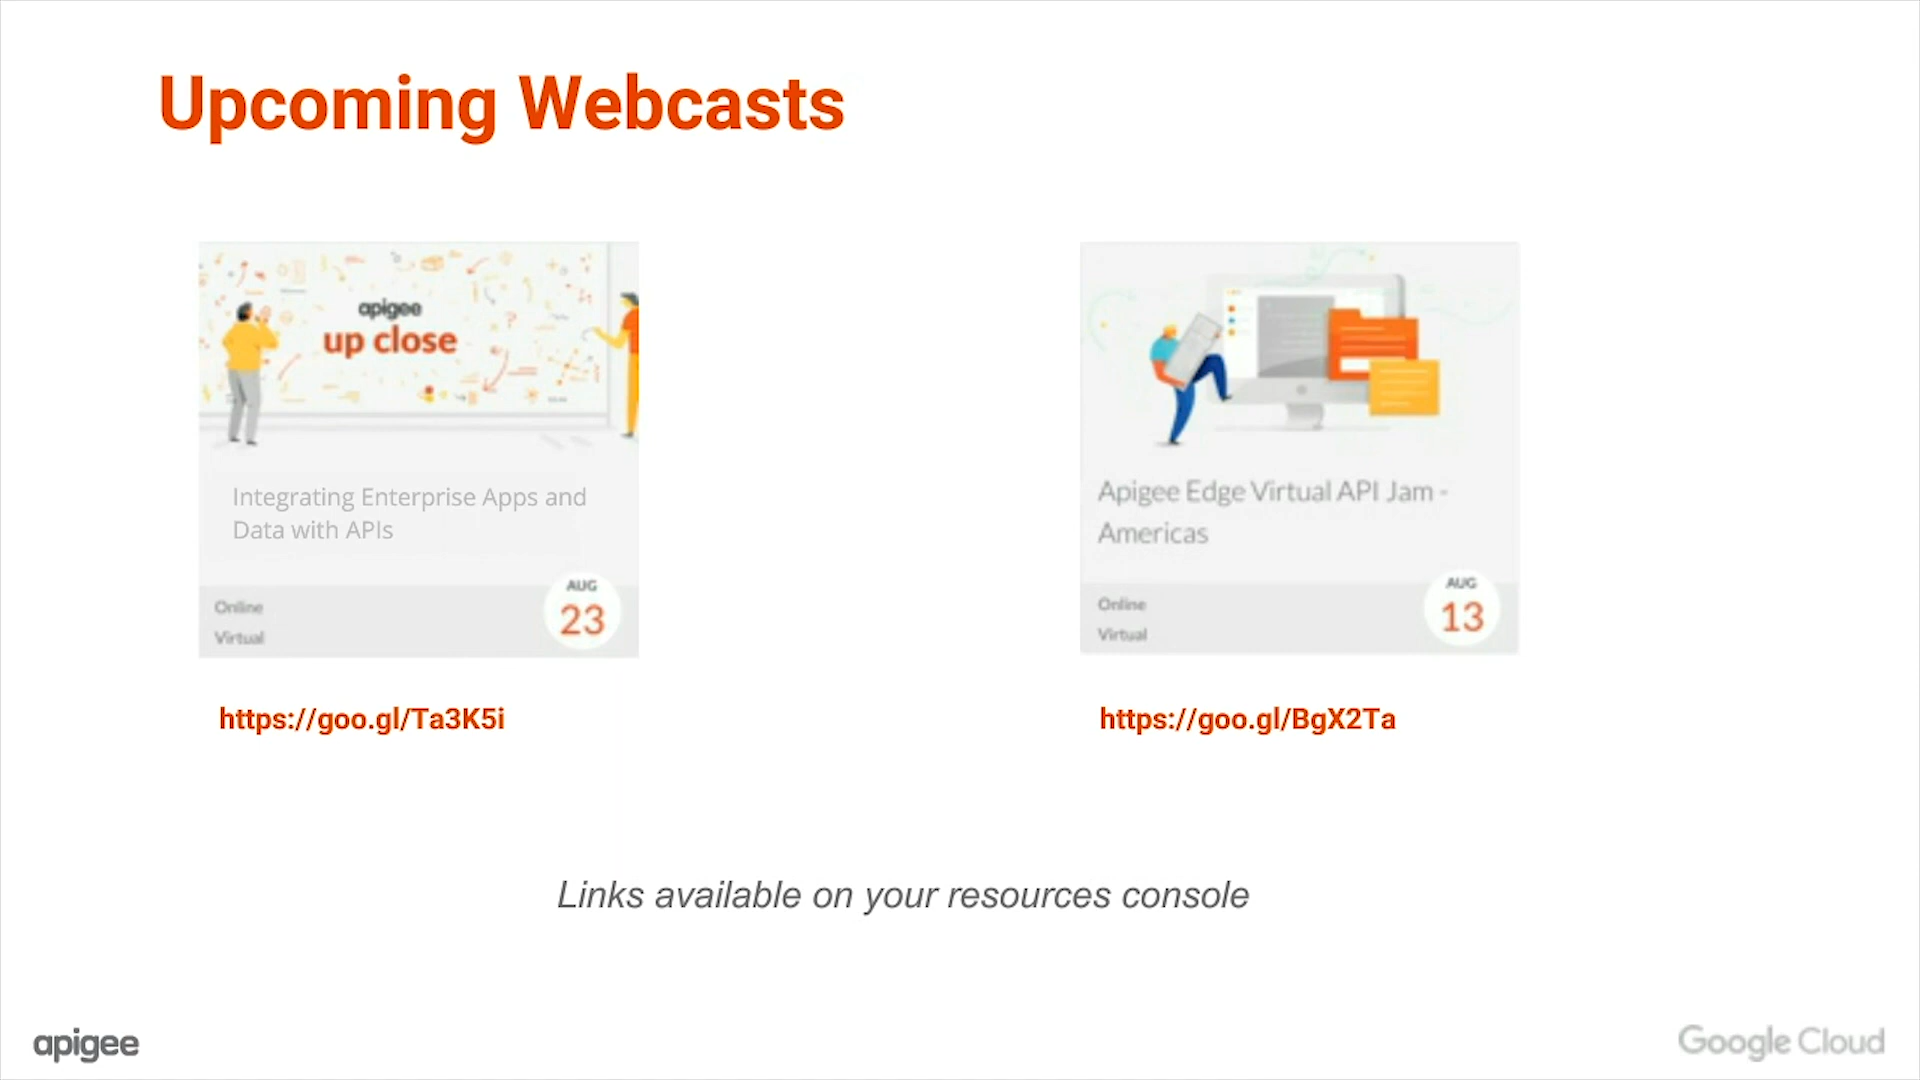 Upcoming Webcasts
apigee
up close
Integrating Enterprise Apps and
Data with APIs
AUG
23
Online
Virtual
https://goo.gl/Ta3K5i
Apigee Edge Virtual API Jam -
Americas
AUG
13
Online
Virtual
https://goo.gl/BgX2Ta
Links available on your resources console
apigee
Google Cloud